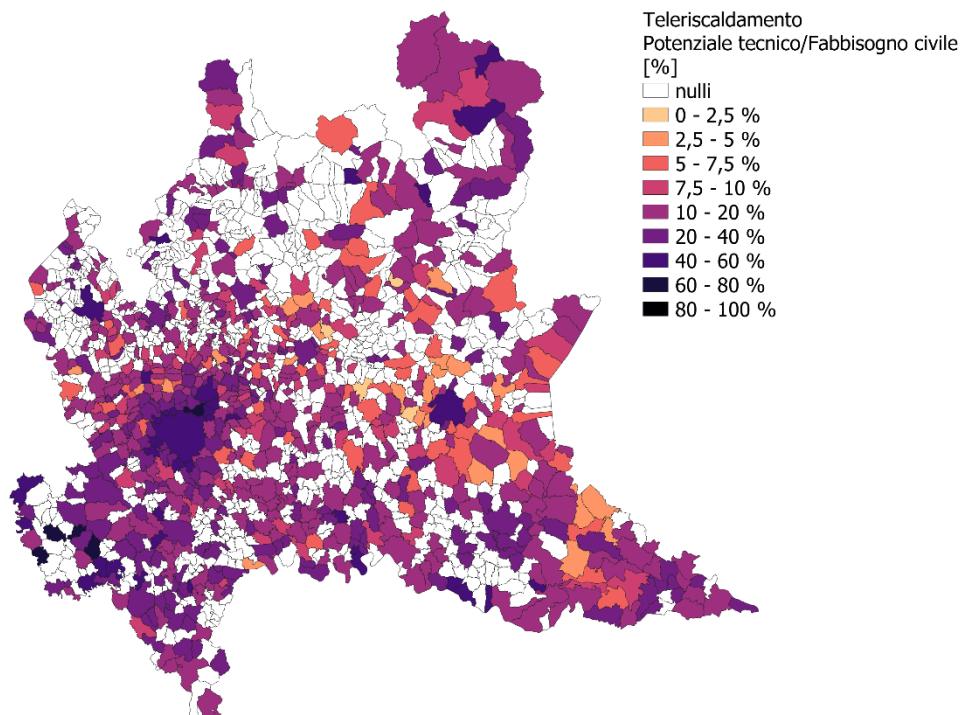 Teleriscaldamento
Potenziale tecnico/Fabbisogno civile
[%]
nulli
0 - 2,5 %
2,5 - 5 %
5 - 7,5 %
7,5 - 10 %
10 - 20 %
20 - 40 %
40 - 60 %
60 - 80 %
80 - 100 %